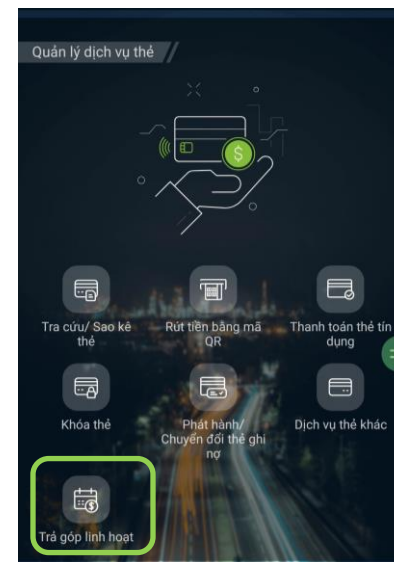 Quản lý dịch vụ thẻ
$
Tra cứu/ Sao kê
thẻ
Rút tiền bằng mã
QR
Thanh toán thẻ tín
dụng
Khóa thẻ
Phát hành/
Chuyển đổi thẻ ghi
nợ
Dịch vụ thẻ khác
$
Trả góp linh hoạt